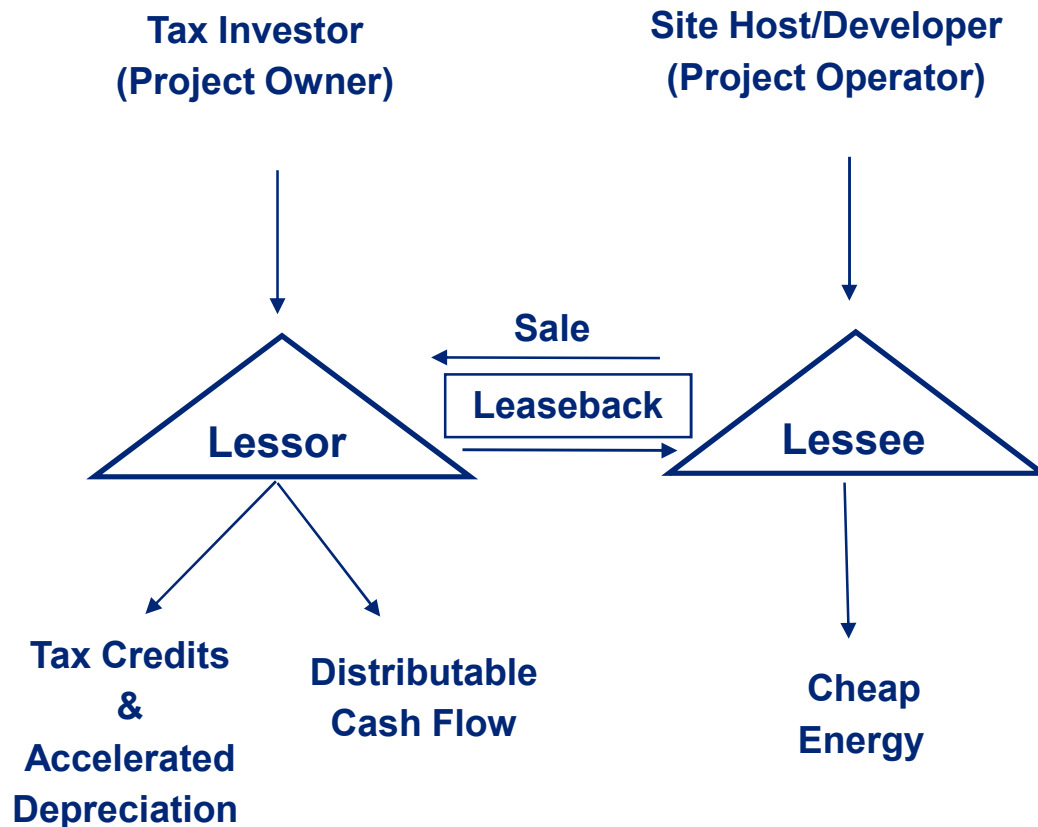 Tax Investor
(Project Owner)
Site Host/Developer
(Project Operator)
Sale
Leaseback
Lessor
Lessee
Tax Credits
&
Accelerated
Depreciation
Distributable
Cash Flow
Cheap
Energy